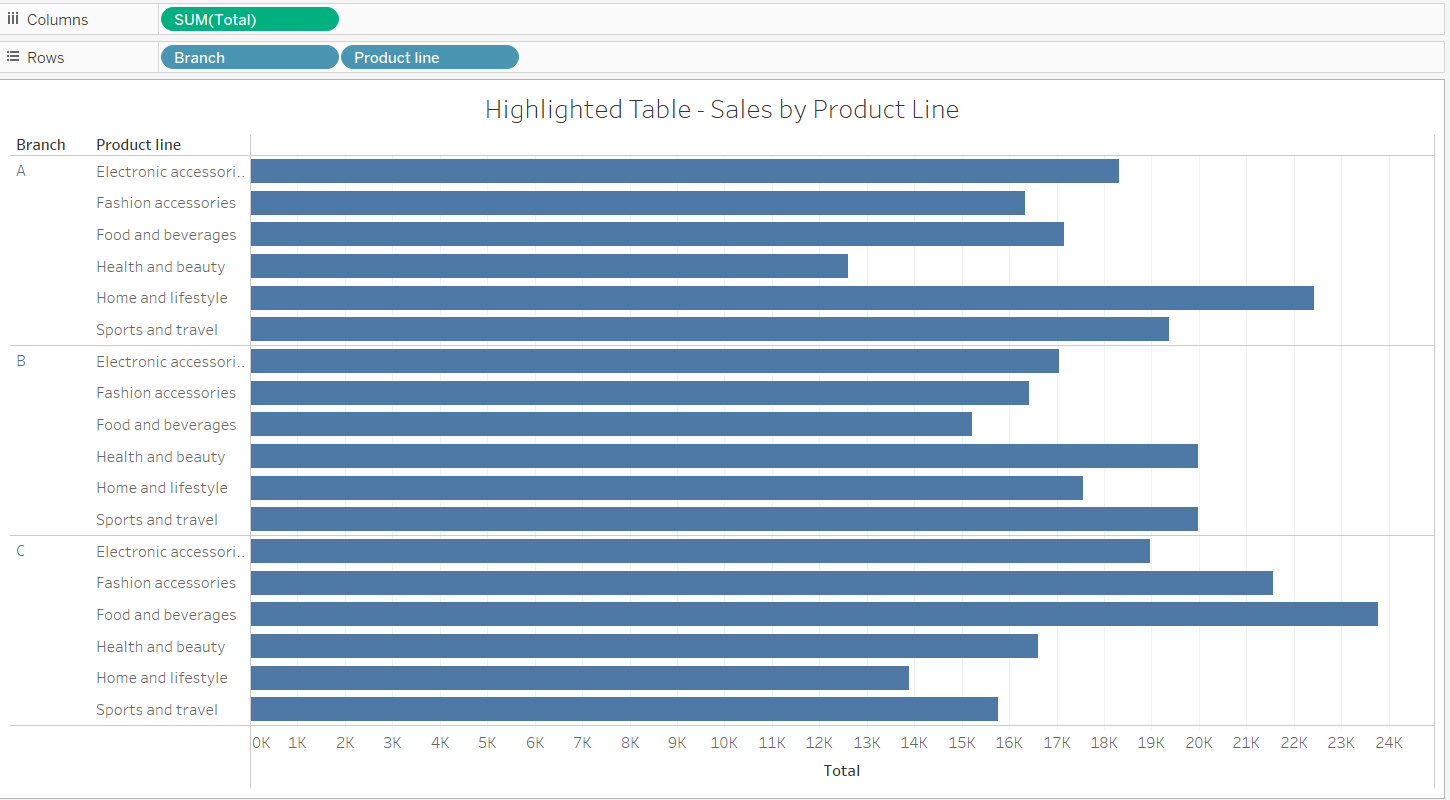 Columns SUM(Total)
Rows Branch Product line
Highlighted Table - Sales by Product Line
Branch Product line
A Electronic accessori..
Fashion accessories
Food and beverages
Health and beauty
Home and lifestyle
Sports and travel
B Electronic accessori..
Fashion accessories
Food and beverages
Health and beauty
Home and lifestyle
Sports and travel
C Electronic accessori..
Fashion accessories
Food and beverages
Health and beauty
Home and lifestyle
Sports and travel
0K 1K 2K 3K 4K 5K 6K 7K 8K 9K 10K 11K 12K 13K 14K 15K 16K 17K 18K 19K 20K 21K 22K 23K 24K
Total